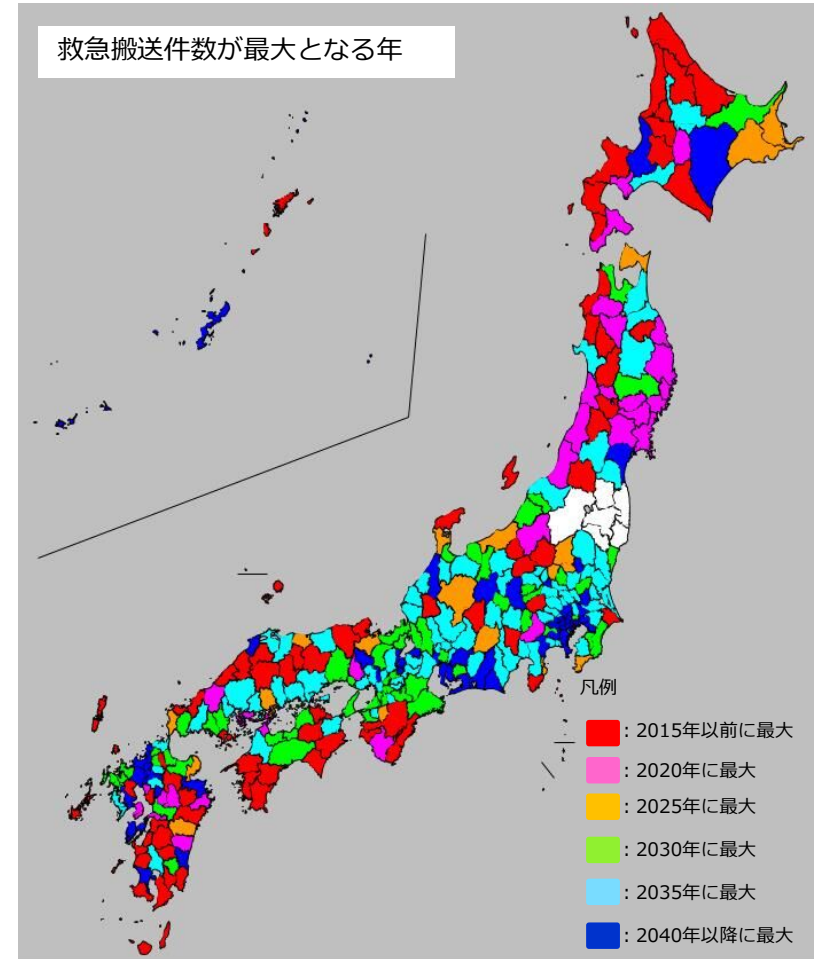 救急搬送件数が最大となる年
凡例
：2015年以前に最大
：2020年に最大
：2025年に最大
：2030年に最大
：2035年に最大
：2040年以降に最大